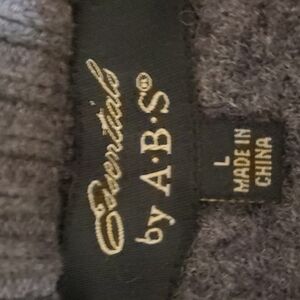 Essentials
by A·B·S®
L
MADE IN
CHINA